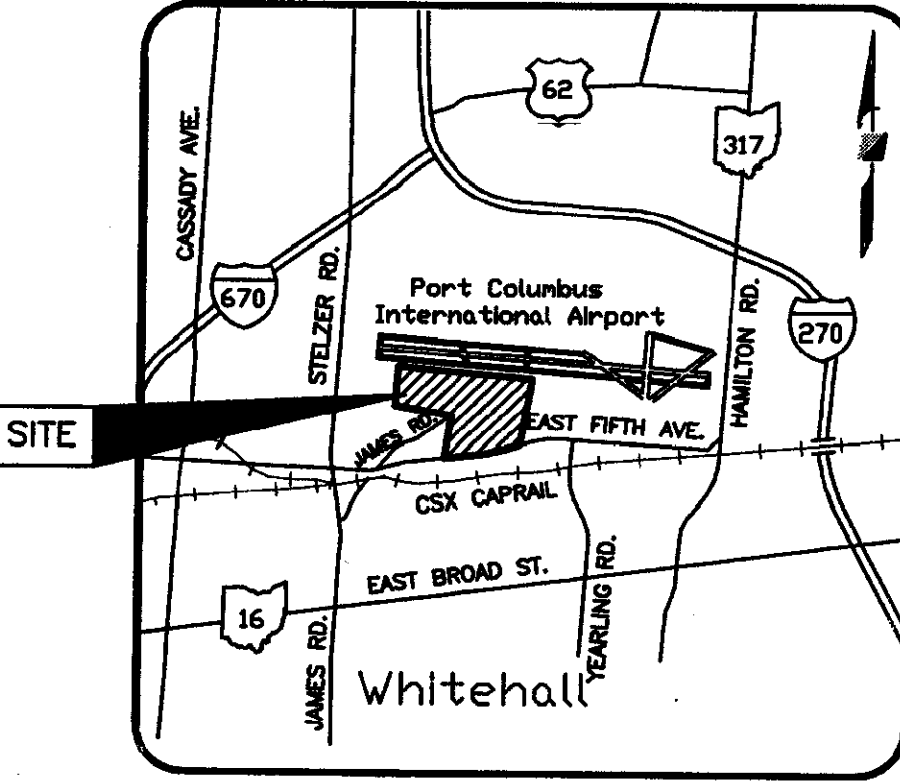 62
317
CASSADY AVE.
670
STELZER RD.
Port Columbus
International Airport
HAMILTON RD.
270
SITE
JAMES RD.
EAST FIFTH AVE.
CSX CAPRAIL
EAST BROAD ST.
YEARLING RD.
16
JAMES RD.
Whitehall